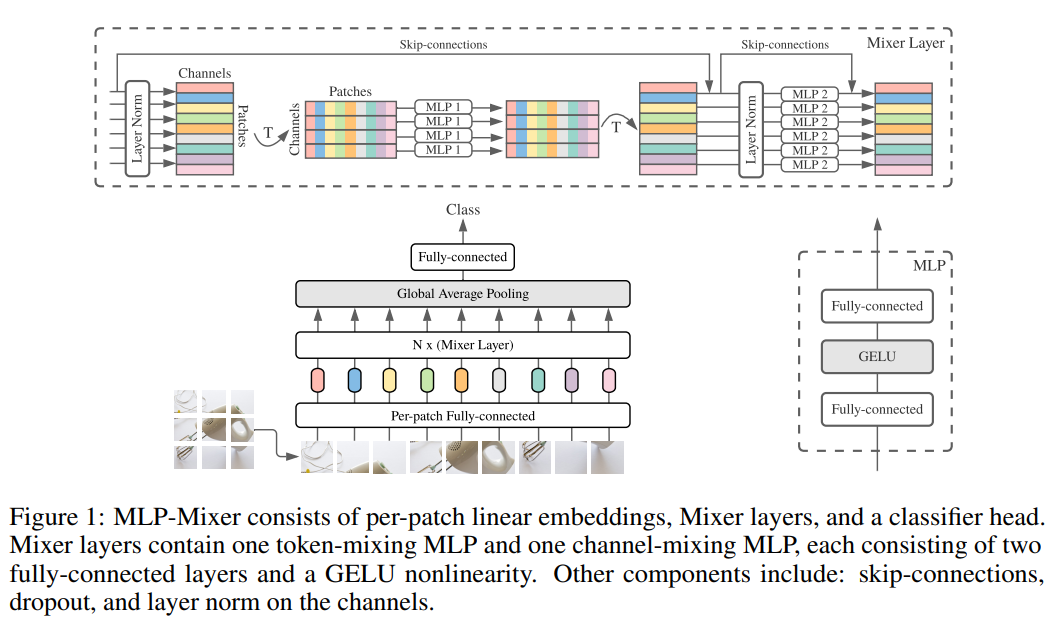 Skip-connections
Skip-connections
Mixer Layer
Channels
Layer Norm
Patches
T
Patches
Channels
MLP 1
MLP 1
MLP 1
MLP 1
T
Layer Norm
MLP 2
MLP 2
MLP 2
MLP 2
MLP 2
MLP 2
Class
Fully-connected
Global Average Pooling
N x (Mixer Layer)
Per-patch Fully-connected
MLP
Fully-connected
GELU
Fully-connected
Figure 1: MLP-Mixer consists of per-patch linear embeddings, Mixer layers, and a classifier head.
Mixer layers contain one token-mixing MLP and one channel-mixing MLP, each consisting of two
fully-connected layers and a GELU nonlinearity. Other components include: skip-connections,
dropout, and layer norm on the channels.